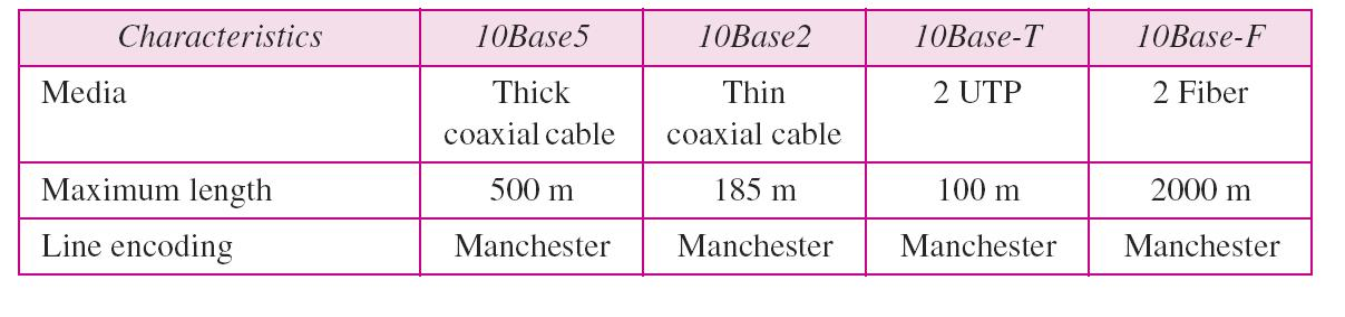 Characteristics 10Base5 10Base2 10Base-T 10Base-F
Media Thick Thin 2 UTP 2 Fiber
coaxial cable coaxial cable
Maximum length 500 m 185 m 100 m 2000 m
Line encoding Manchester Manchester Manchester Manchester